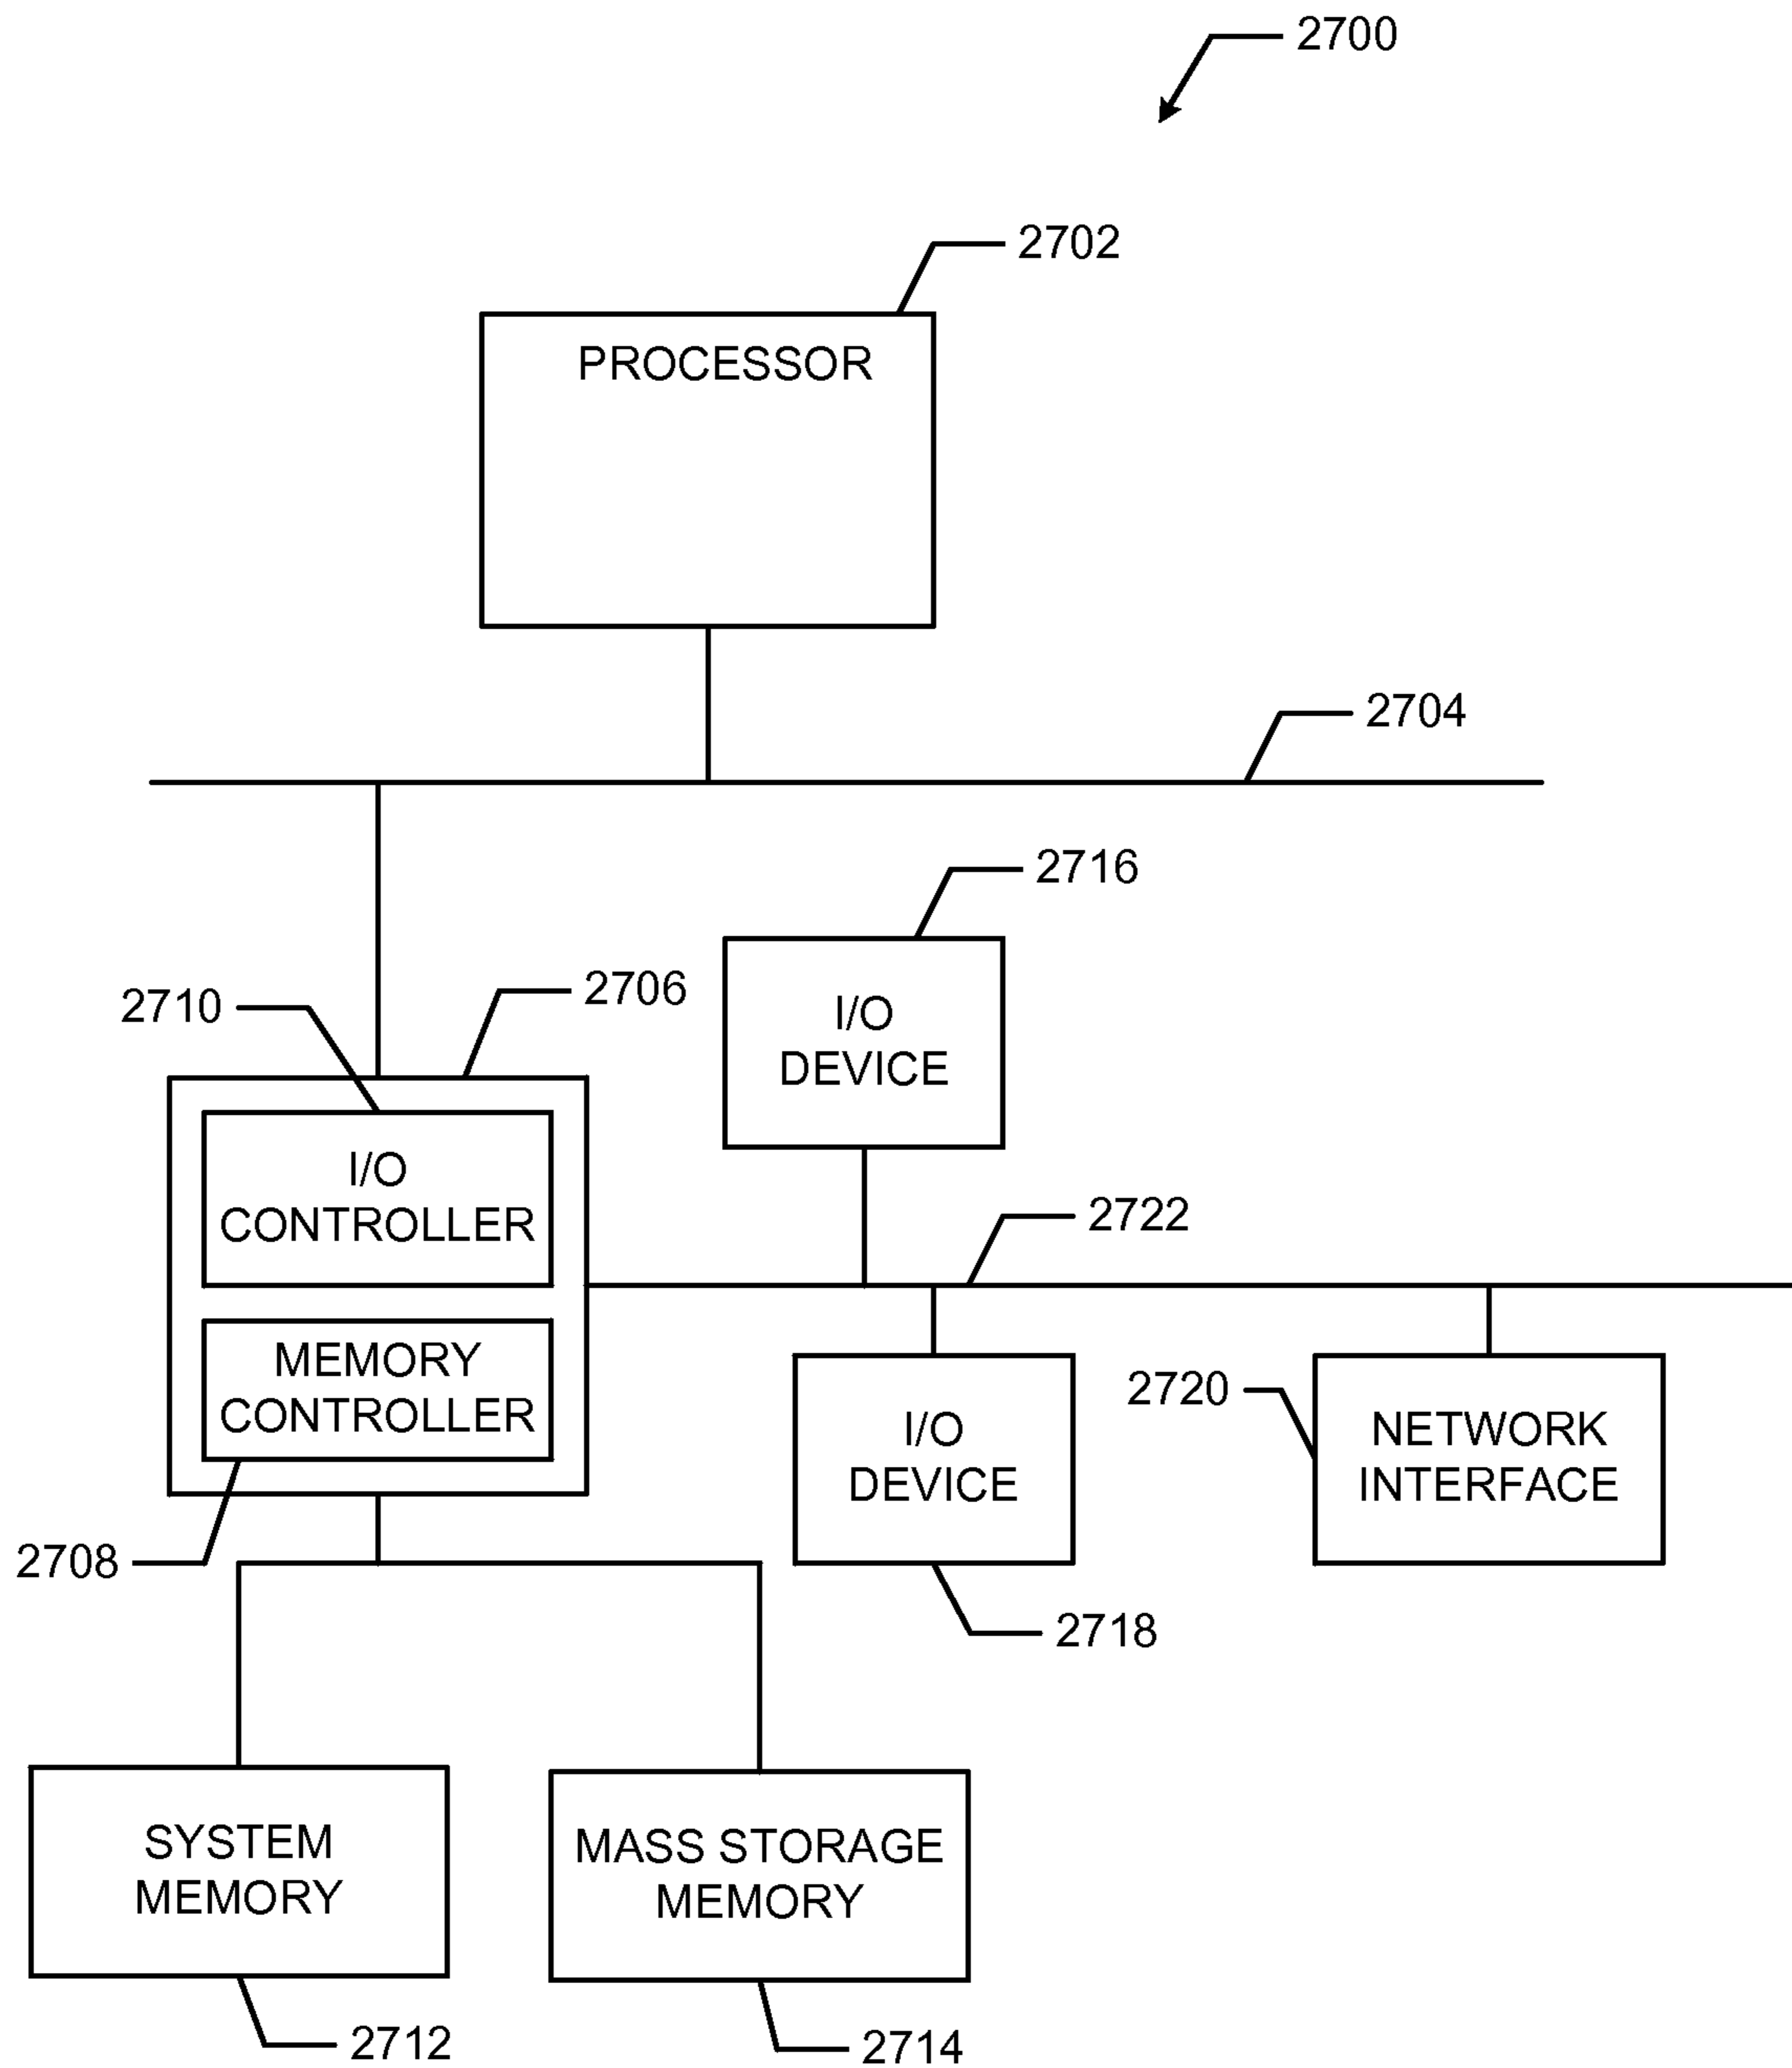 2700
2702
PROCESSOR
2704
2716
2706
2710
I/O
DEVICE
I/O
CONTROLLER
2722
MEMORY
CONTROLLER
2720
I/O
DEVICE
NETWORK
INTERFACE
2708
2718
SYSTEM
MEMORY
MASS STORAGE
MEMORY
2712
2714